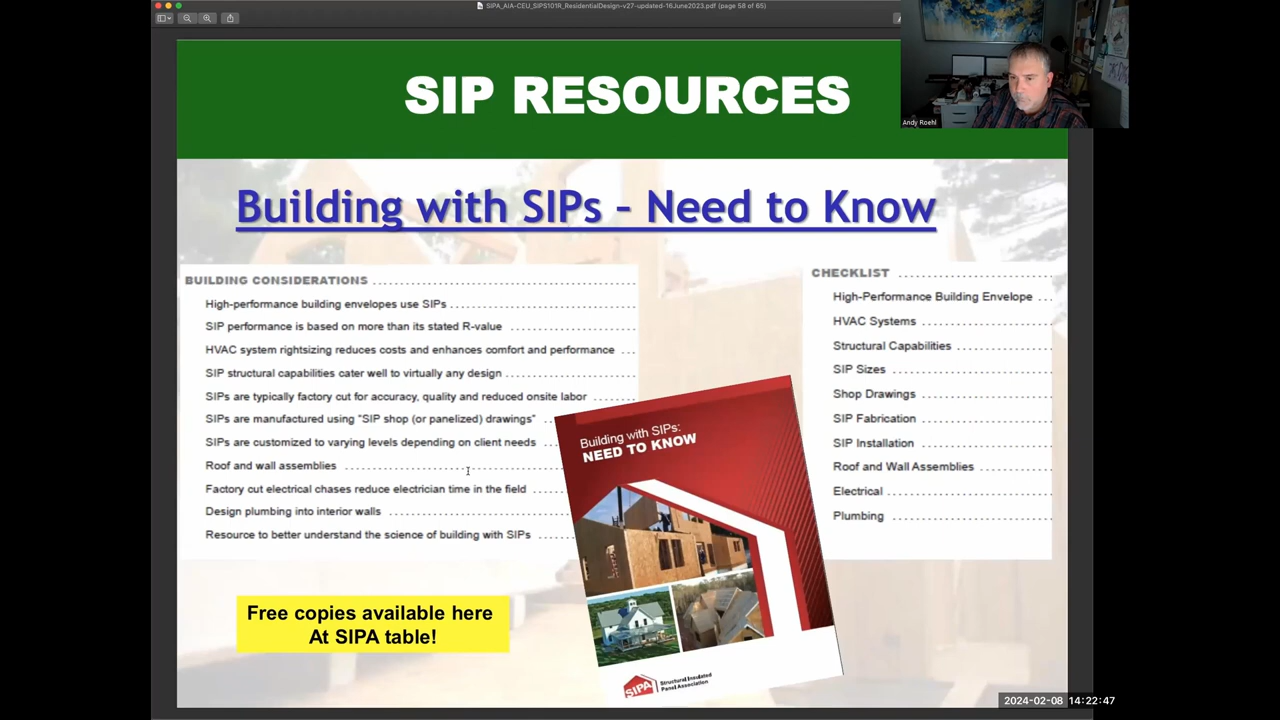 SIPA_AIA-CEU_SIPS101R_ResidentialDesign-v27-updated-16June2023.pdf (page 58 of 65)
SIP RESOURCES
Andy Roehl
Building with SIPs – Need to Know
BUILDING CONSIDERATIONS
High-performance building envelopes use SIPs
SIP performance is based on more than its stated R-value
HVAC system rightsizing reduces costs and enhances comfort and performance
SIP structural capabilities cater well to virtually any design
SIPs are typically factory cut for accuracy, quality and reduced onsite labor
SIPs are manufactured using "SIP shop (or panelized) drawings"
SIPs are customized to varying levels depending on client needs
Roof and wall assemblies
Factory cut electrical chases reduce electrician time in the field
Design plumbing into interior walls
Resource to better understand the science of building with SIPs
CHECKLIST
High-Performance Building Envelope
HVAC Systems
Structural Capabilities
SIP Sizes
Shop Drawings
SIP Fabrication
SIP Installation
Roof and Wall Assemblies
Electrical
Plumbing
Building with SIPs:
NEED TO KNOW
SIPA
Structural Insulated
Panel Association
Free copies available here
At SIPA table!
2024-02-08 14:22:47